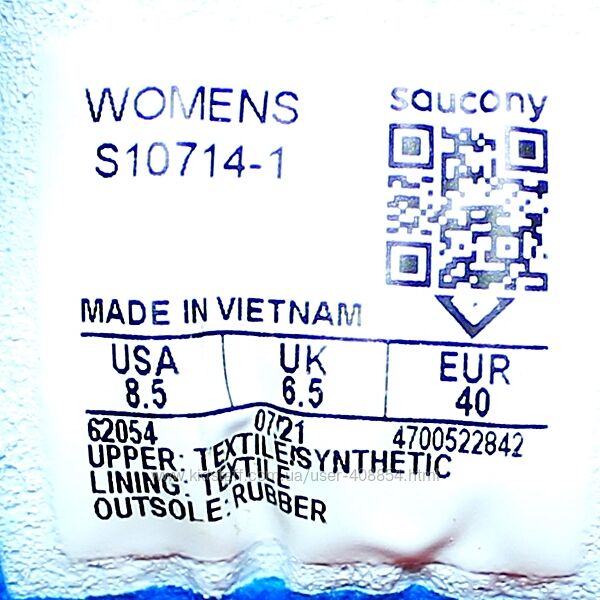 WOMENS
S10714-1
saucony
MADE IN VIETNAM
USA UK EUR
8.5 6.5 40
62054 07/21 4700522842
UPPER: TEXTILE/SYNTHETIC
LINING: TEXTILE
OUTSOLE: RUBBER